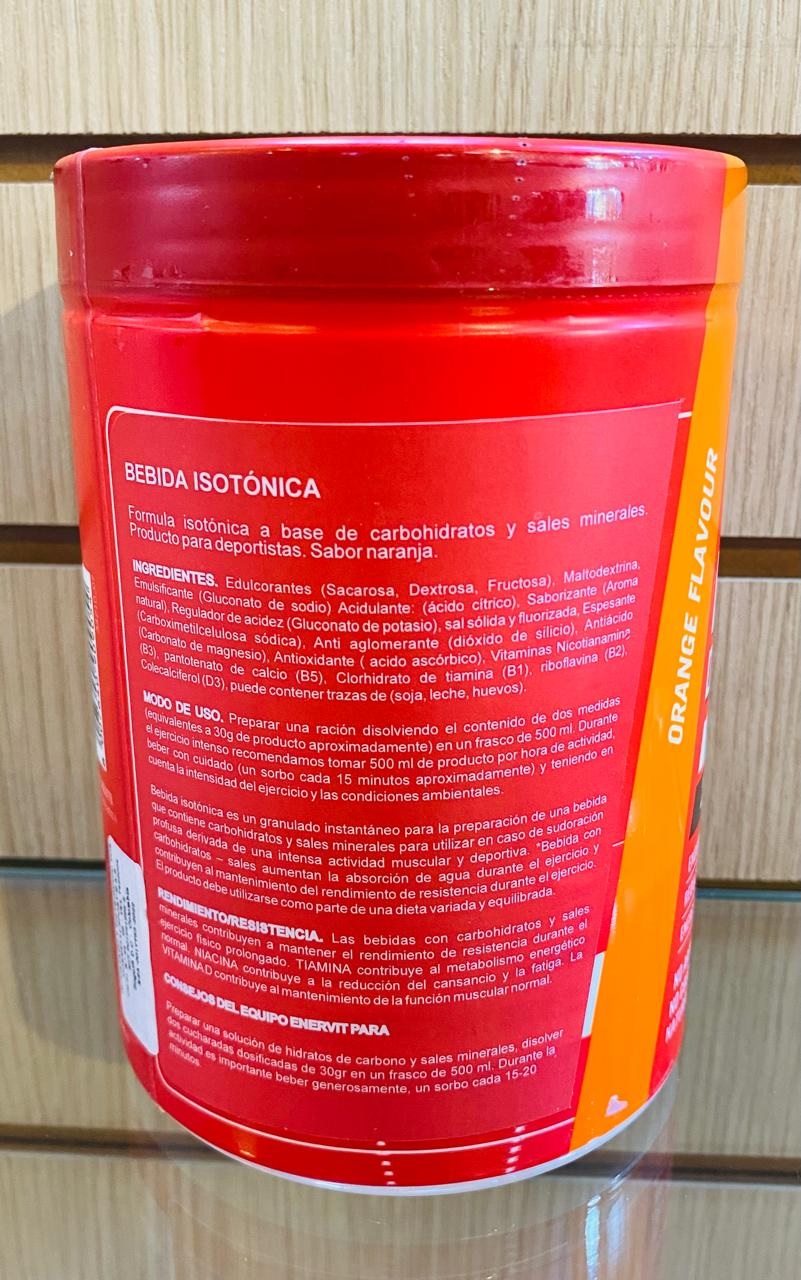 BEBIDA ISOTÓNICA
Formula isotónica a base de carbohidratos y sales minerales.
Producto para deportistas. Sabor naranja.
INGREDIENTES. Edulcorantes (Sacarosa, Dextrosa, Fructosa), Maltodextrina,
Emulsificante (Gluconato de sodio) Acidulante: (ácido cítrico), Saborizante (Aroma
natural), Regulador de acidez (Gluconato de potasio), sal sólida y fluorizada, Espesante
(Carboximetilcelulosa sódica), Anti aglomerante (dióxido de silicio), Antiácido
(Carbonato de magnesio), Antioxidante ( ácido ascórbico), Vitaminas Nicotianamina
(B3), pantotenato de calcio (B5), Clorhidrato de tiamina (B1), riboflavina (B2),
Colecalciferol (D3), puede contener trazas de (soja, leche, huevos).
MODO DE USO. Preparar una ración disolviendo el contenido de dos medidas
(equivalentes a 30g de producto aproximadamente) en un frasco de 500 ml. Durante
el ejercicio intenso recomendamos tomar 500 ml de producto por hora de actividad,
beber con cuidado (un sorbo cada 15 minutos aproximadamente) y teniendo en
cuenta la intensidad del ejercicio y las condiciones ambientales.
Bebida isotónica es un granulado instantáneo para la preparación de una bebida
que contiene carbohidratos y sales minerales para utilizar en caso de sudoración
profusa derivada de una intensa actividad muscular y deportiva. *Bebida con
carbohidratos – sales aumentan la absorción de agua durante el ejercicio y
contribuyen al mantenimiento del rendimiento de resistencia durante el ejercicio.
El producto debe utilizarse como parte de una dieta variada y equilibrada.
RENDIMIENTO/RESISTENCIA. Las bebidas con carbohidratos y sales
minerales contribuyen a mantener el rendimiento de resistencia durante el
ejercicio físico prolongado. TIAMINA contribuye al metabolismo energético
normal. NIACINA contribuye a la reducción del cansancio y la fatiga. La
VITAMINA D contribuye al mantenimiento de la función muscular normal.
CONSEJOS DEL EQUIPO ENERVIT PARA
Preparar una solución de hidratos de carbono y sales minerales, disolver
dos cucharadas dosificadas de 30gr en un frasco de 500 ml. Durante la
actividad es importante beber generosamente, un sorbo cada 15-20
minutos
ORANGE FLAVOUR